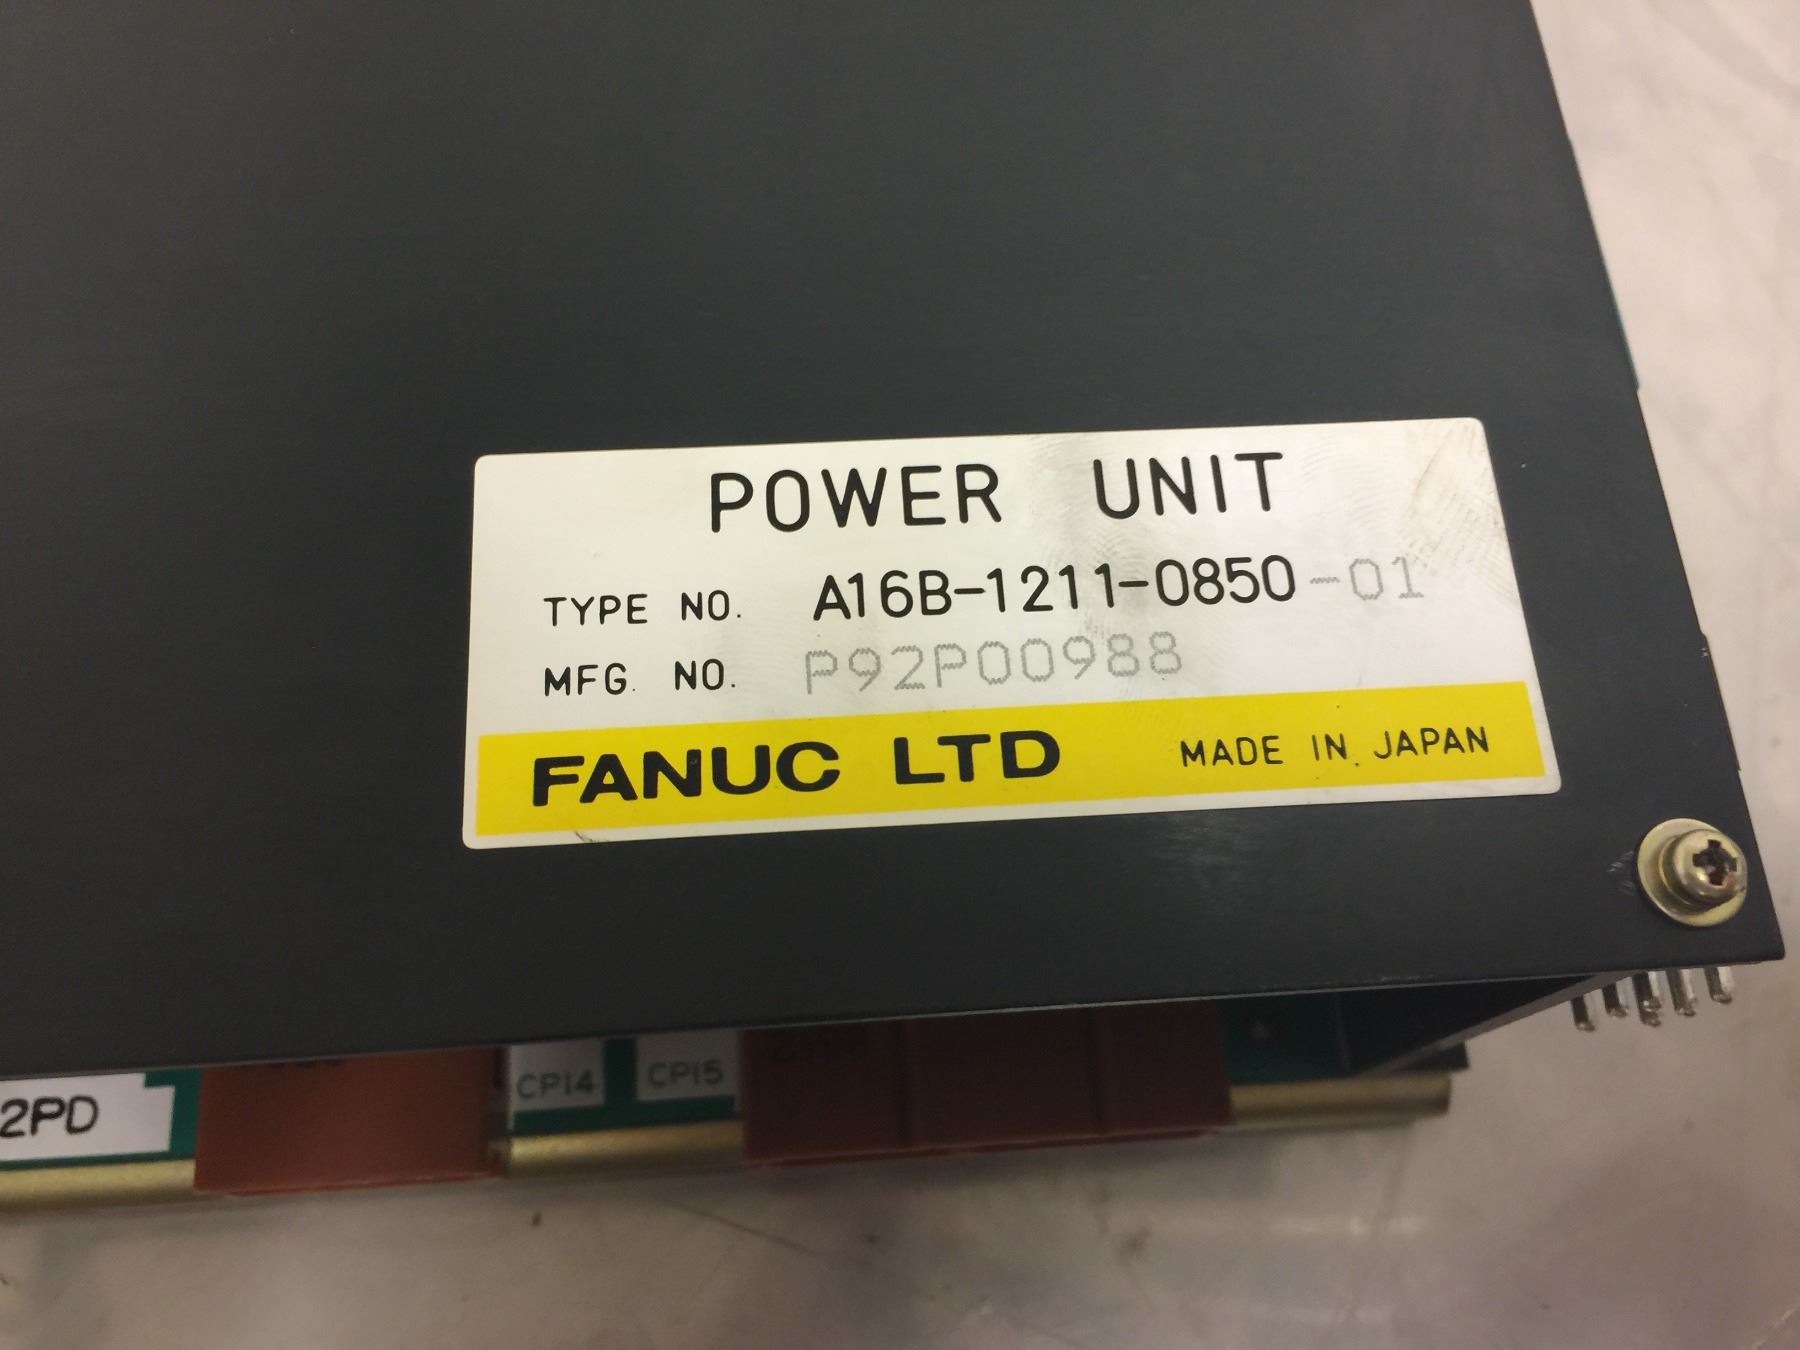 POWER UNIT
TYPE NO. A16B-1211-0850-01
MFG. NO. P92P00988
FANUC LTD MADE IN JAPAN
2PD
CP14
CP15